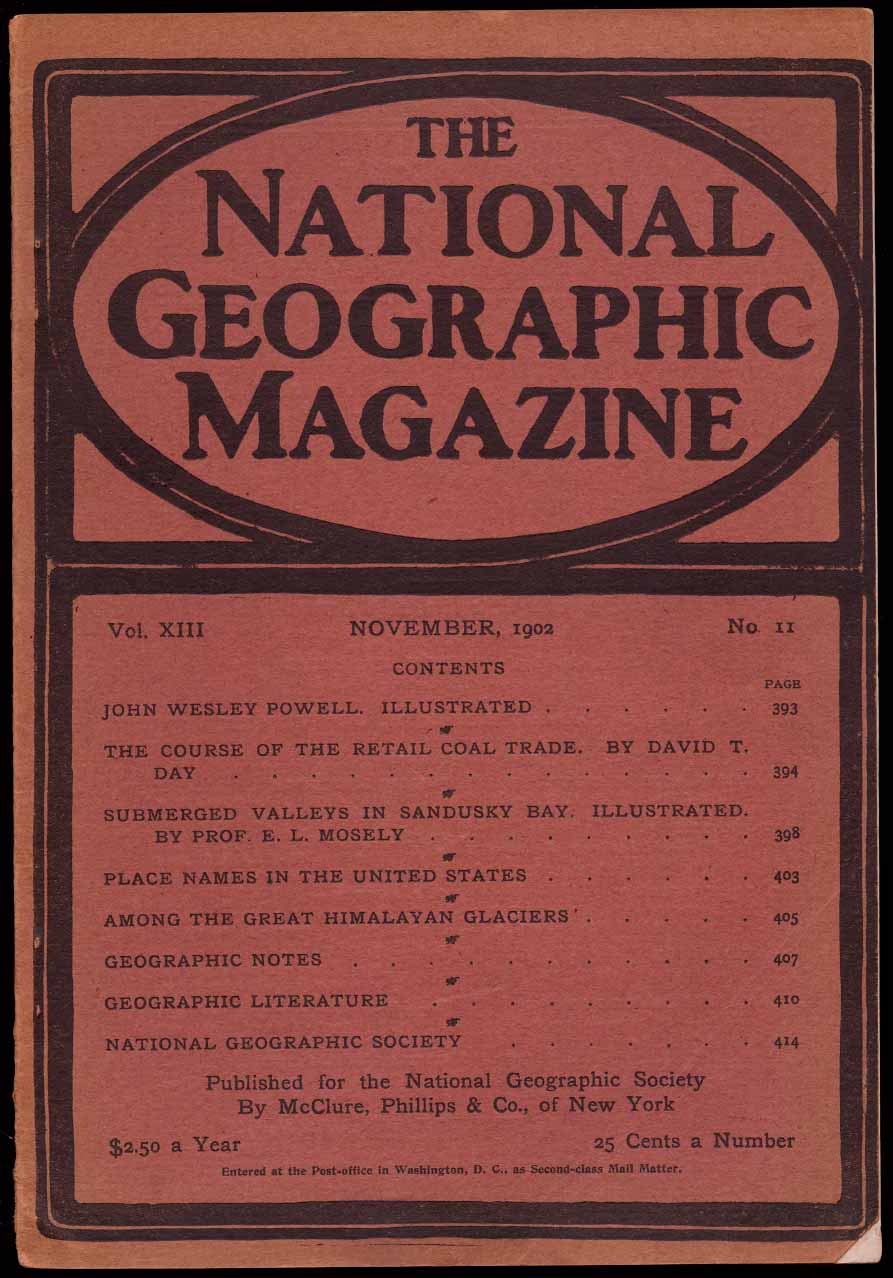 THE
NATIONAL
GEOGRAPHIC
MAGAZINE
Vol. XIII NOVEMBER, 1902 No. 11
CONTENTS
PAGE
JOHN WESLEY POWELL. ILLUSTRATED . . . . . . 393
THE COURSE OF THE RETAIL COAL TRADE. BY DAVID T.
DAY . . . . . . . . . . . . . . 394
SUBMERGED VALLEYS IN SANDUSKY BAY. ILLUSTRATED.
BY PROF. E. L. MOSELY . . . . . . . . . 398
PLACE NAMES IN THE UNITED STATES . . . . . . 403
AMONG THE GREAT HIMALAYAN GLACIERS . . . . . 405
GEOGRAPHIC NOTES . . . . . . . . . . . 407
GEOGRAPHIC LITERATURE . . . . . . . . . 410
NATIONAL GEOGRAPHIC SOCIETY . . . . . . . 414
Published for the National Geographic Society
By McClure, Phillips & Co., of New York
$2.50 a Year 25 Cents a Number
Entered at the Post-office in Washington, D. C., as Second-class Mail Matter.